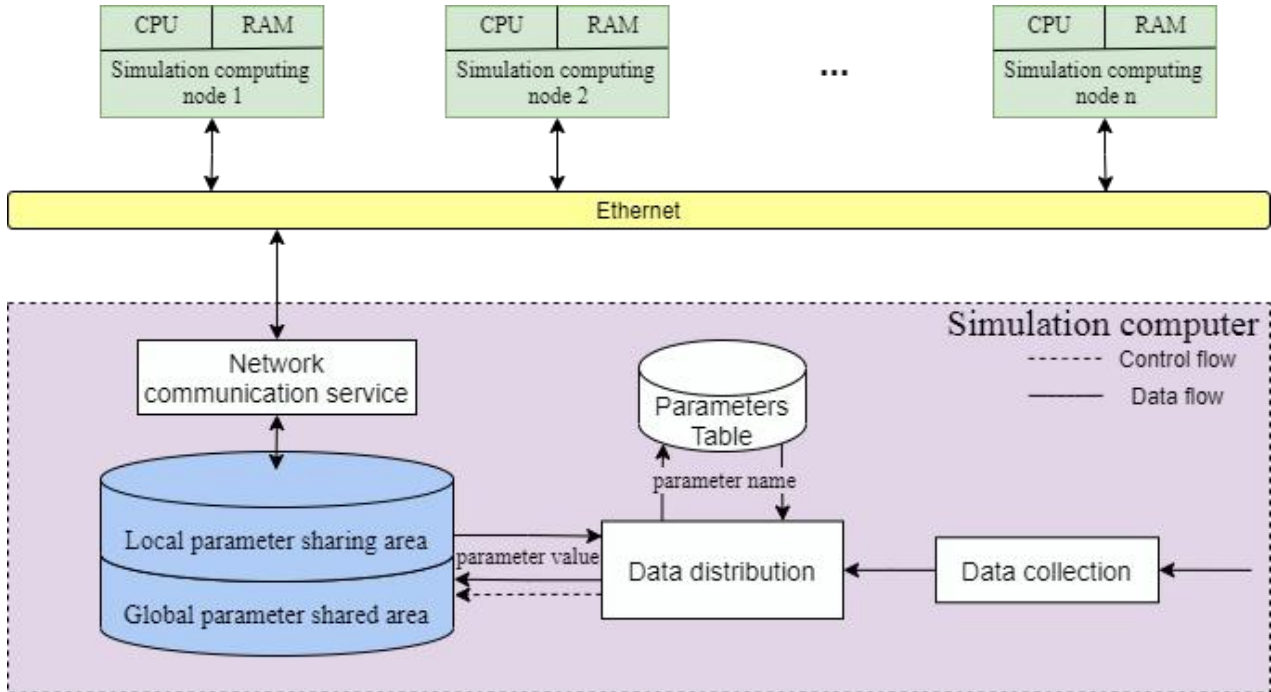 CPU RAM
Simulation computing
node 1
CPU RAM
Simulation computing
node 2
...
CPU RAM
Simulation computing
node n
Ethernet
Simulation computer
Control flow
Data flow
Network
communication service
Parameters
Table
parameter name
Local parameter sharing area
parameter value
Global parameter shared area
Data distribution
Data collection